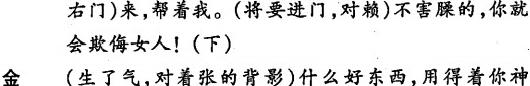 右门)来,帮着我。(将要进门,对赖)不害臊的,你就
会欺侮女人!(下)
金 (生了气,对着张的背影)什么好东西,用得着你神